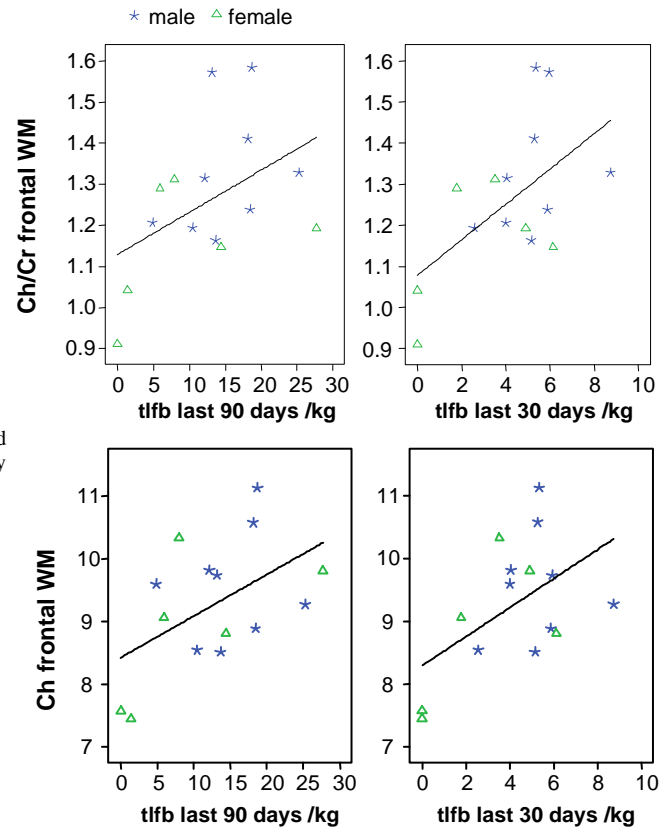 male female
Ch/Cr frontal WM
1.6 1.5 1.4 1.3 1.2 1.1 1.0 0.9
0 5 10 15 20 25 30
tlfb last 90 days /kg
1.6 1.5 1.4 1.3 1.2 1.1 1.0 0.9
0 2 4 6 8 10
tlfb last 30 days /kg
d
y
Ch frontal WM
11 10 9 8 7
0 5 10 15 20 25 30
tlfb last 90 days /kg
11 10 9 8 7
0 2 4 6 8 10
tlfb last 30 days /kg